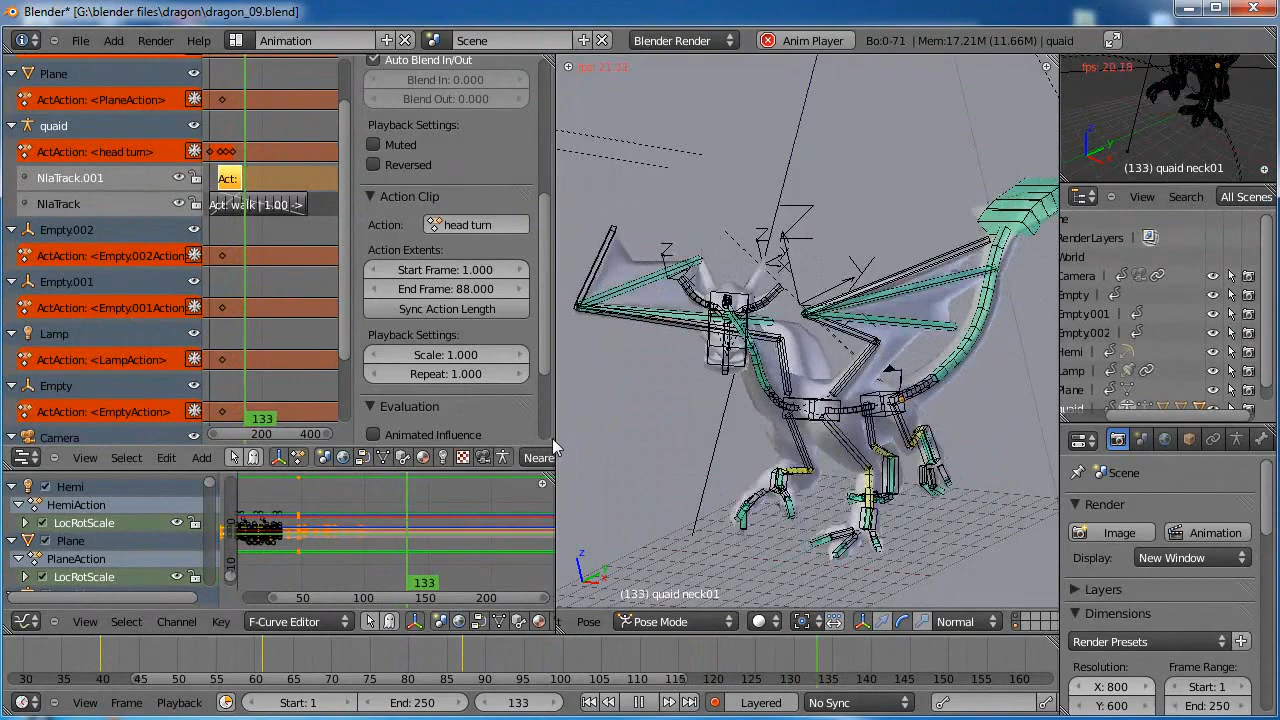 Blender* [G:\blender files\dragon\dragon_09.blend]
File Add Render Help Animation Scene Blender Render Anim Player Bo:0-71 | Mem:17.21M (11.66M) | quaid
Plane
ActAction: <PlaneAction>
quaid
ActAction: <head turn>
NlaTrack.001
Act:
NlaTrack
Act: walk | 1.00 ->
Empty.002
ActAction: <Empty.002Action
Empty.001
ActAction: <Empty.001Action
Lamp
ActAction: <LampAction>
Empty
ActAction: <EmptyAction>
Camera
133
200 400
View Select Edit Add Neare
Auto Blend In/Out
Blend In: 0.000
Blend Out: 0.000
Playback Settings:
Muted
Reversed
Action Clip
Action: head turn
Action Extents:
Start Frame: 1.000
End Frame: 88.000
Sync Action Length
Playback Settings:
Scale: 1.000
Repeat: 1.000
Evaluation
Animated Influence
Hemi
HemiAction
LocRotScale
Plane
PlaneAction
LocRotScale
10
133
50 100 150 200
View Select Channel Key F-Curve Editor
z
y
x
(133) quaid neck01
t Pose Pose Mode Normal
fps: 20.18
z
y
x
(133) quaid neck01
View Search All Scenes
ne
RenderLayers
World
Camera
Empty
Empty.001
Empty.002
Hemi
Lamp
Plane
quaid
Scene
Render
Image Animation
Display: New Window
Layers
Dimensions
Render Presets
Resolution: Frame Range:
X: 800 Start: 1
Y: 600 End: 250
30 35 40 45 50 55 60 65 70 75 80 85 90 95 100 105 110 115 120 125 130 135 140 145 150 155 160
View Frame Playback Start: 1 End: 250 133 Layered No Sync